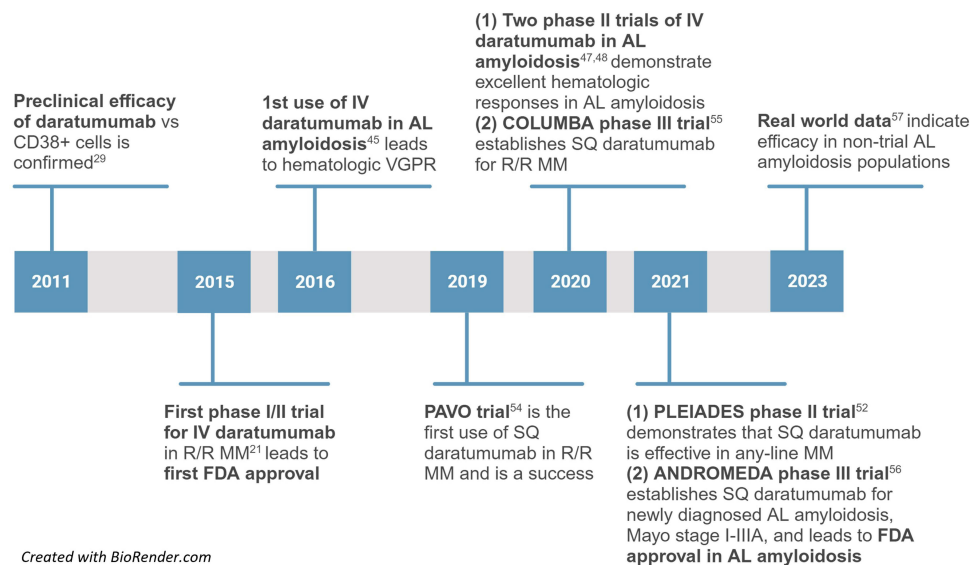 (1) Two phase II trials of IV
daratumumab in AL
amyloidosis47,48 demonstrate
excellent hematologic
responses in AL amyloidosis
(2) COLUMBA phase III trial55
establishes SQ daratumumab
for R/R MM
Preclinical efficacy
of daratumumab vs
CD38+ cells is
confirmed29
1st use of IV
daratumumab in AL
amyloidosis45 leads
to hematologic VGPR
Real world data57 indicate
efficacy in non-trial AL
amyloidosis populations
2011
2015
2016
2019
2020
2021
2023
First phase I/II trial
for IV daratumumab
in R/R MM21 leads to
first FDA approval
PAVO trial54 is the
first use of SQ
daratumumab in R/R
MM and is a success
(1) PLEIADES phase II trial52
demonstrates that SQ daratumumab
is effective in any-line MM
(2) ANDROMEDA phase III trial56
establishes SQ daratumumab for
newly diagnosed AL amyloidosis,
Mayo stage I-IIIA, and leads to FDA
approval in AL amyloidosis
Created with BioRender.com